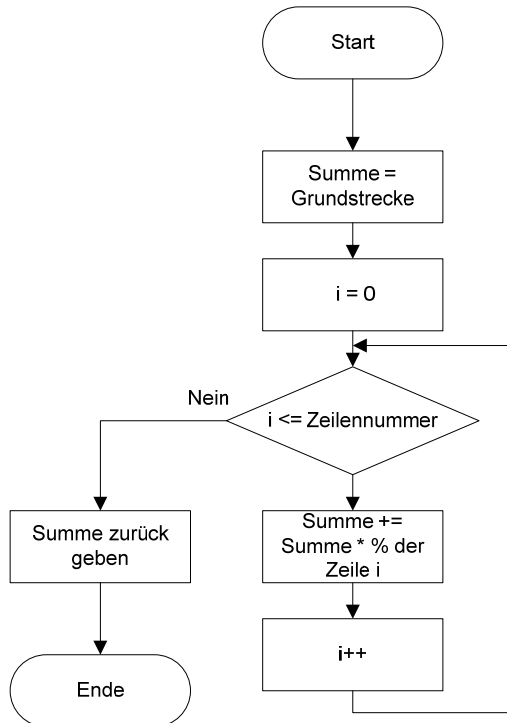 Start
Summe =
Grundstrecke
i = 0
Nein
i <= Zeilennummer
Summe zurück
geben
Summe +=
Summe * % der
Zeile i
i++
Ende